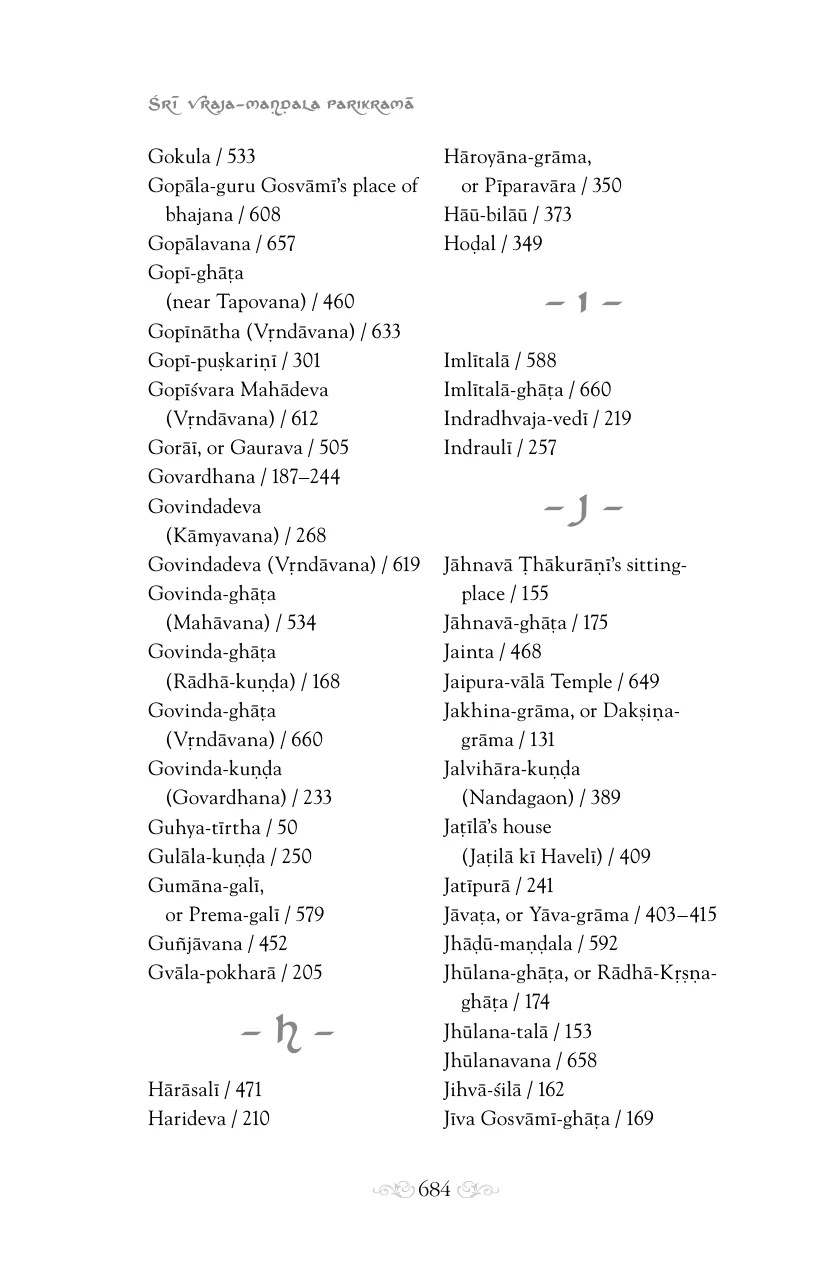 Śrī Vraja-maṇḍala Parikramā
Gokula / 533
Gopāla-guru Gosvāmī’s place of
bhajana / 608
Gopālavana / 657
Gopī-ghāṭa
(near Tapovana) / 460
Gopīnātha (Vṛndāvana) / 633
Gopī-puṣkariṇī / 301
Gopīśvara Mahādeva
(Vṛndāvana) / 612
Gorāī, or Gaurava / 505
Govardhana / 187–244
Govindadeva
(Kāmyavana) / 268
Govindadeva (Vṛndāvana) / 619
Govinda-ghāṭa
(Mahāvana) / 534
Govinda-ghāṭa
(Rādhā-kuṇḍa) / 168
Govinda-ghāṭa
(Vṛndāvana) / 660
Govinda-kuṇḍa
(Govardhana) / 233
Guhya-tīrtha / 50
Gulāla-kuṇḍa / 250
Gumāna-galī,
or Prema-galī / 579
Guñjāvana / 452
Gvāla-pokharā / 205
– H –
Hārāsalī / 471
Harideva / 210
Hāroyāna-grāma,
or Pīparavāra / 350
Hāū-bilāū / 373
Hoḍal / 349
– I –
Imlītalā / 588
Imlītalā-ghāṭa / 660
Indradhvaja-vedī / 219
Indraulī / 257
– J –
Jāhnavā Ṭhākurāṇī’s sitting-
place / 155
Jāhnavā-ghāṭa / 175
Jainta / 468
Jaipura-vālā Temple / 649
Jakhina-grāma, or Dakṣiṇa-
grāma / 131
Jalvihāra-kuṇḍa
(Nandagaon) / 389
Jaṭīlā’s house
(Jaṭilā kī Havelī) / 409
Jatīpurā / 241
Jāvaṭa, or Yāva-grāma / 403–415
Jhāḍū-maṇḍala / 592
Jhūlana-ghāṭa, or Rādhā-Kṛṣṇa-
ghāṭa / 174
Jhūlana-talā / 153
Jhūlanavana / 658
Jihvā-śilā / 162
Jīva Gosvāmī-ghāṭa / 169
684